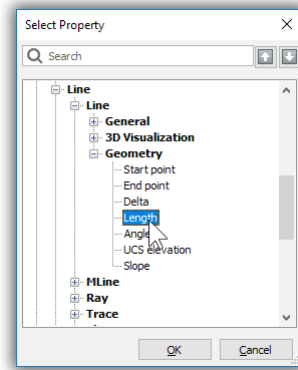 Select Property
Search
Line
Line
General
3D Visualization
Geometry
Start point
End point
Delta
Length
Angle
UCS elevation
Slope
MLine
Ray
Trace
OK
Cancel